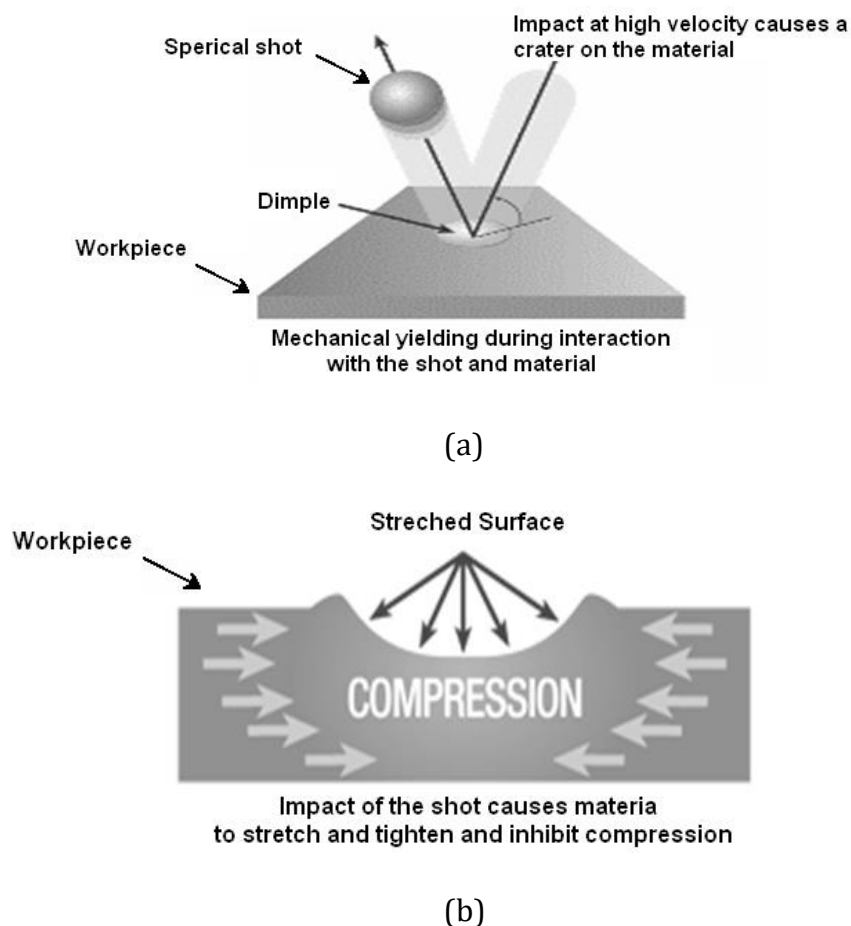 Sperical shot
Impact at high velocity causes a
crater on the material
Dimple
Workpiece
Mechanical yielding during interaction
with the shot and material
(a)
Streched Surface
Workpiece
COMPRESSION
Impact of the shot causes materia
to stretch and tighten and inhibit compression
(b)